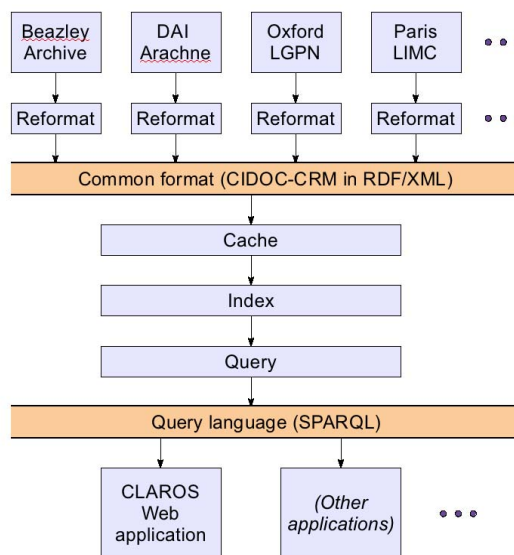 Beazley
Archive
DAI
Arachne
Oxford
LGPN
Paris
LIMC
Reformat
Reformat
Reformat
Reformat
Common format (CIDOC-CRM in RDF/XML)
Cache
Index
Query
Query language (SPARQL)
CLAROS
Web
application
(Other
applications)